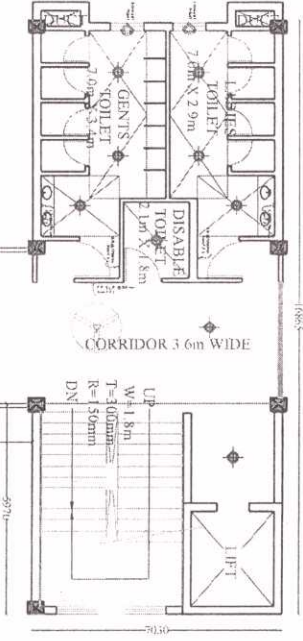 LADIES
TOILET
7.0m X 2.9m
GENTS
TOILET
7.0m X 3.4m
DISABLE
TOILET
2.1m X 1.8m
CORRIDOR 3.6m WIDE
UP
W=1.8m
T=300mm
R=150mm
DN
LIFT
7030